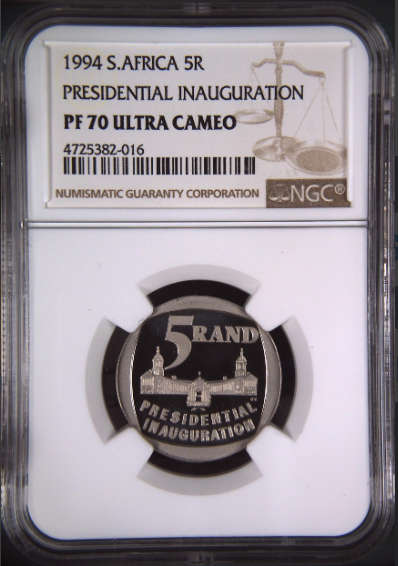 1994 S.AFRICA 5R
PRESIDENTIAL INAUGURATION
PF 70 ULTRA CAMEO
4725382-016
NUMISMATIC GUARANTY CORPORATION
NGC®
5 RAND
PRESIDENTIAL
INAUGURATION